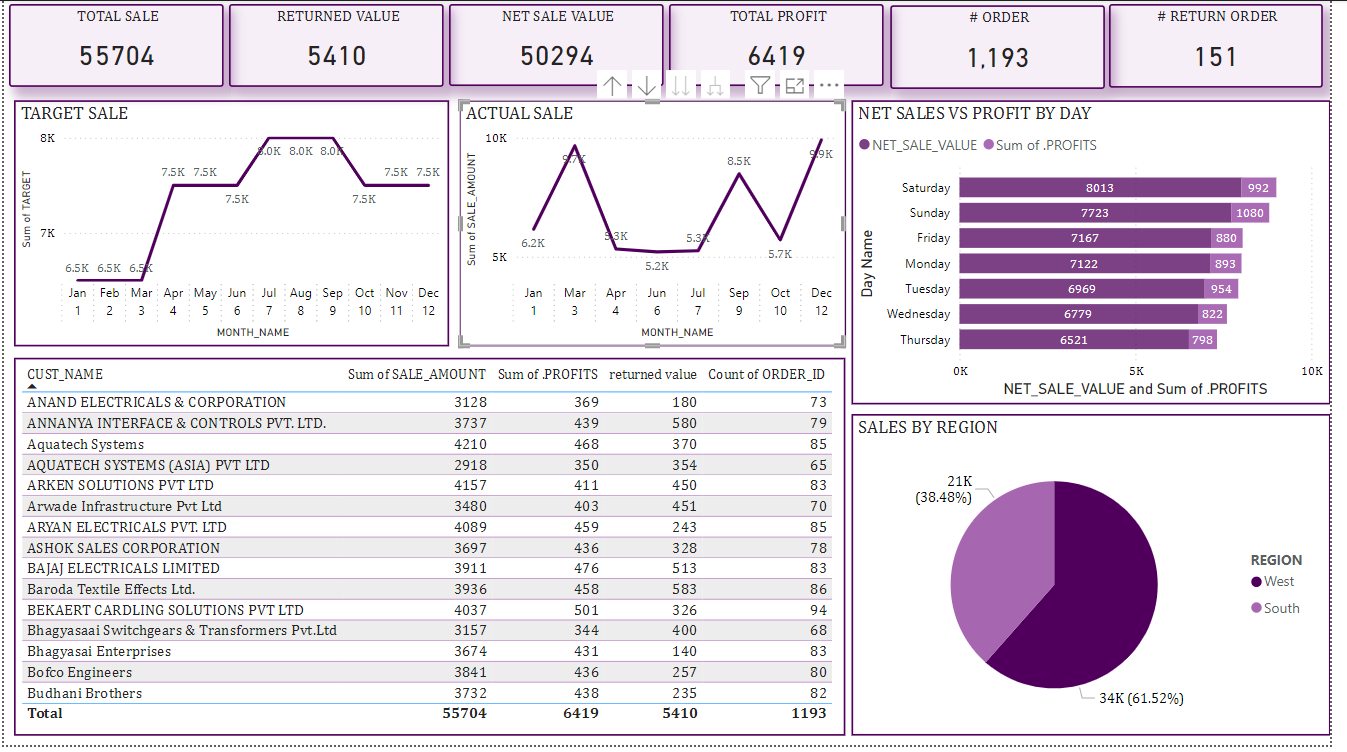 TOTAL SALE
55704
RETURNED VALUE
5410
NET SALE VALUE
50294
TOTAL PROFIT
6419
# ORDER
1,193
# RETURN ORDER
151
TARGET SALE
8K
7K
Sum of TARGET
6.5K 6.5K 6.5K 7.5K 7.5K 7.5K 8.0K 8.0K 8.0K 7.5K 7.5K 7.5K
Jan Feb Mar Apr May Jun Jul Aug Sep Oct Nov Dec
1 2 3 4 5 6 7 8 9 10 11 12
MONTH_NAME
ACTUAL SALE
10K
5K
Sum of SALE_AMOUNT
6.2K 9.7K 5.3K 5.2K 5.3K 8.5K 5.7K 9.9K
Jan Mar Apr Jun Jul Sep Oct Dec
1 3 4 6 7 9 10 12
MONTH_NAME
NET SALES VS PROFIT BY DAY
NET_SALE_VALUE Sum of .PROFITS
Day Name
Saturday 8013 992
Sunday 7723 1080
Friday 7167 880
Monday 7122 893
Tuesday 6969 954
Wednesday 6779 822
Thursday 6521 798
0K 5K 10K
NET_SALE_VALUE and Sum of .PROFITS
CUST_NAME Sum of SALE_AMOUNT Sum of .PROFITS returned value Count of ORDER_ID
ANAND ELECTRICALS & CORPORATION 3128 369 180 73
ANNANYA INTERFACE & CONTROLS PVT. LTD. 3737 439 580 79
Aquatech Systems 4210 468 370 85
AQUATECH SYSTEMS (ASIA) PVT LTD 2918 350 354 65
ARKEN SOLUTIONS PVT LTD 4157 411 450 83
Arwade Infrastructure Pvt Ltd 3480 403 451 70
ARYAN ELECTRICALS PVT. LTD 4089 459 243 85
ASHOK SALES CORPORATION 3697 436 328 78
BAJAJ ELECTRICALS LIMITED 3911 476 513 83
Baroda Textile Effects Ltd. 3936 458 583 86
BEKAERT CARDLING SOLUTIONS PVT LTD 4037 501 326 94
Bhagyasaai Switchgears & Transformers Pvt.Ltd 3157 344 400 68
Bhagyasai Enterprises 3674 431 140 83
Bofco Engineers 3841 436 257 80
Budhani Brothers 3732 438 235 82
Total 55704 6419 5410 1193
SALES BY REGION
21K
(38.48%)
34K (61.52%)
REGION
West
South